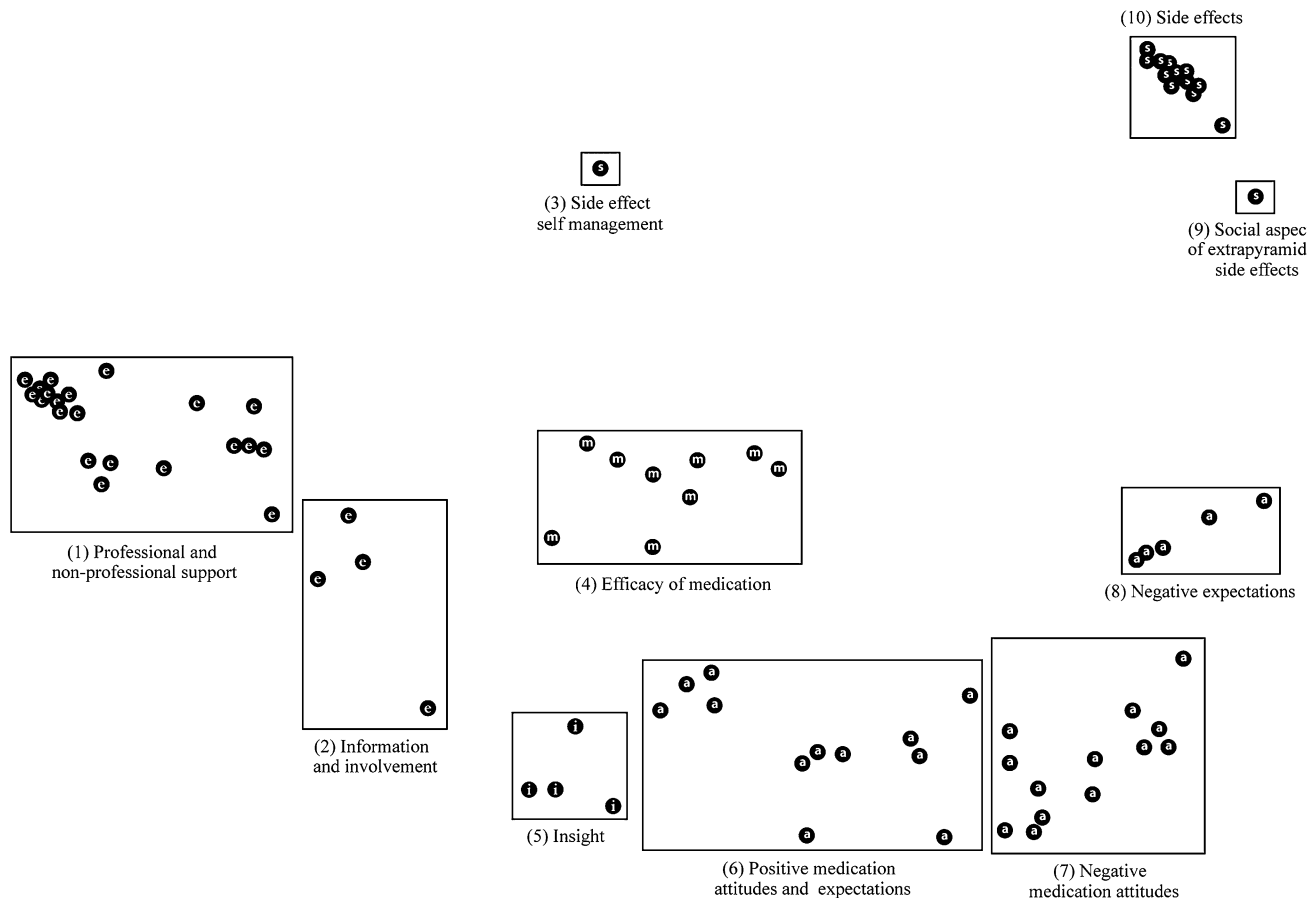 (10) Side effects
s s s s s s s s s s s s
s
(3) Side effect
self management
s
(9) Social aspec
of extrapyramid
side effects
e e e e e e e e e e
e e e
e e e
e e e e
e
(1) Professional and
non-professional support
e
e e
e
(2) Information
and involvement
m m m m m m m
m
m m
(4) Efficacy of medication
a a a a a
(8) Negative expectations
i
i i i
(5) Insight
a a a a a
a a a a a
a a
(6) Positive medication
attitudes and expectations
a
a a a a a
a a a a
a a a
(7) Negative
medication attitudes